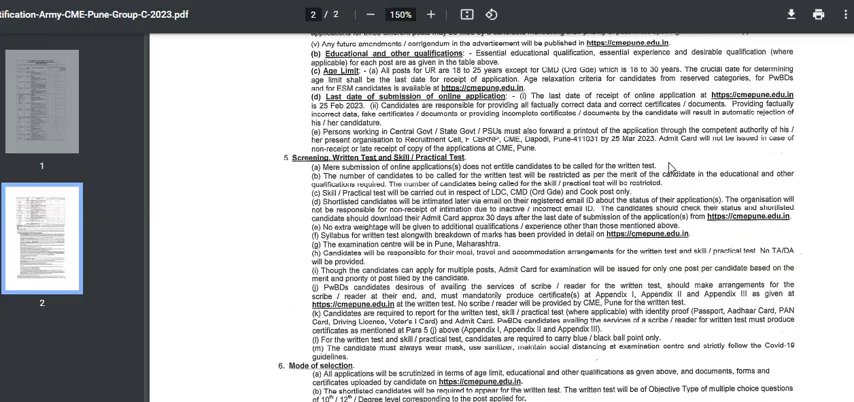 tification-Army-CME-Pune-Group-C-2023.pdf
2 / 2
150%
(v) Any future amendments / corrigendum in the advertisement will be published in https://cmepune.edu.in.
(b) Educational and other qualifications: - Essential educational qualification, essential experience and desirable qualification (where
applicable) for each post are as given in the table above.
(c) Age Limit: - (a) All posts for UR are 18 to 25 years except for CMD (Ord Gde) which is 18 to 30 years. The crucial date for determining
age limit shall be the last date for receipt of application. Age relaxation criteria for candidates from reserved categories, for PwBDs
and for ESM candidates is available at https://cmepune.edu.in.
(d) Last date of submission of online application: - (i) The last date of receipt of online application at https://cmepune.edu.in
is 25 Feb 2023. (ii) Candidates are responsible for providing all factually correct data and correct certificates / documents. Providing factually
incorrect data, fake certificates / documents or providing incomplete certificates / documents by the candidate will result in automatic rejection of
his / her candidature.
(e) Persons working in Central Govt / State Govt / PSUs must also forward a printout of the application through the competent authority of his /
her present organisation to Recruitment Cell, F CBRNP, CME, Dapodi, Pune-411031 by 25 Mar 2023. Admit Card will not be issued in case of
non-receipt or late receipt of copy of the applications at CME, Pune.
5. Screening, Written Test and Skill / Practical Test.
(a) Mere submission of online applications(s) does not entitle candidates to be called for the written test.
(b) The number of candidates to be called for the written test will be restricted as per the merit of the candidate in the educational and other
qualifications required. The number of candidates being called for the skill / practical test will be restricted.
(c) Skill / Practical test will be carried out in respect of LDC, CMD (Ord Gde) and Cook post only.
(d) Shortlisted candidates will be intimated later via email on their registered email ID about the status of their application(s). The organisation will
not be responsible for non-receipt of intimation due to inactive / incorrect email ID. The candidates should check their status and shortlisted
candidate should download their Admit Card approx 30 days after the last date of submission of the application(s) from https://cmepune.edu.in.
(e) No extra weightage will be given to additional qualifications / experience other than those mentioned above.
(f) Syllabus for written test alongwith breakdown of marks has been provided in detail on https://cmepune.edu.in.
(g) The examination centre will be in Pune, Maharashtra.
(h) Candidates will be responsible for their meal, travel and accommodation arrangements for the written test and skill / practical test. No TA/DA
will be provided.
(i) Though the candidates can apply for multiple posts, Admit Card for examination will be issued for only one post per candidate based on the
merit and priority of post filled by the candidate.
(j) PwBDs candidates desirous of availing the services of scribe / reader for the written test, should make arrangements for the
scribe / reader at their end, and, must mandatorily produce certificate(s) at Appendix I, Appendix II and Appendix III as given at
https://cmepune.edu.in at the written test. No scribe / reader will be provided by CME, Pune for the written test.
(k) Candidates are required to report for the written test, skill / practical test (where applicable) with identity proof (Passport, Aadhaar Card, PAN
Card, Driving Licence, Voter's I Card) and Admit Card. PwBDs candidates availing the services of a scribe / reader for written test must produce
certificates as mentioned at Para 5 (j) above (Appendix I, Appendix II and Appendix III).
(l) For the written test and skill / practical test, candidates are required to carry blue / black ball point only.
(m) The candidate must always wear mask, use sanitizer, maintain social distancing at examination centre and strictly follow the Covid-19
guidelines.
6. Mode of selection.
(a) All applications will be scrutinized in terms of age limit, educational and other qualifications as given above, and documents, forms and
certificates uploaded by candidate on https://cmepune.edu.in.
(b) The shortlisted candidates will be required to appear for the written test. The written test will be of Objective Type of multiple choice questions
of 10th / 12th / Degree level corresponding to the post applied for.
1
2